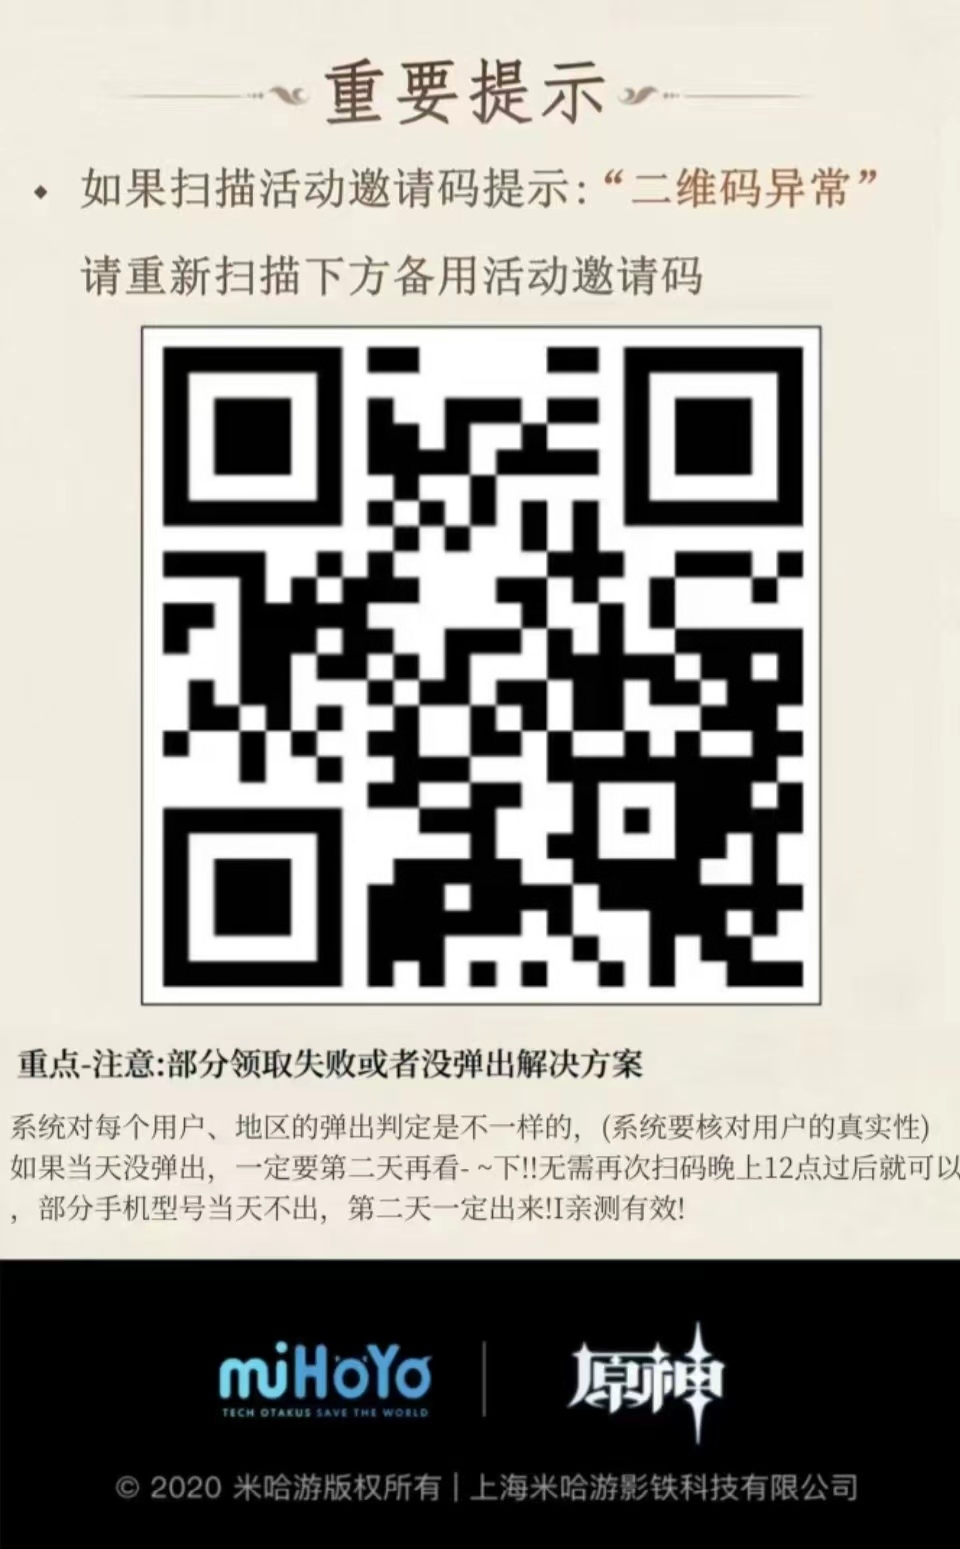 重要提示
如果扫描活动邀请码提示:“二维码异常”
请重新扫描下方备用活动邀请码
重点-注意:部分领取失败或者没弹出解决方案
系统对每个用户、地区的弹出判定是不一样的，(系统要核对用户的真实性)
如果当天没弹出，一定要第二天再看- ~下!!无需再次扫码晚上12点过后就可以
，部分手机型号当天不出，第二天一定出来!I亲测有效!
miHoYo
TECH OTAKUS SAVE THE WORLD
原神
© 2020 米哈游版权所有 | 上海米哈游影铁科技有限公司